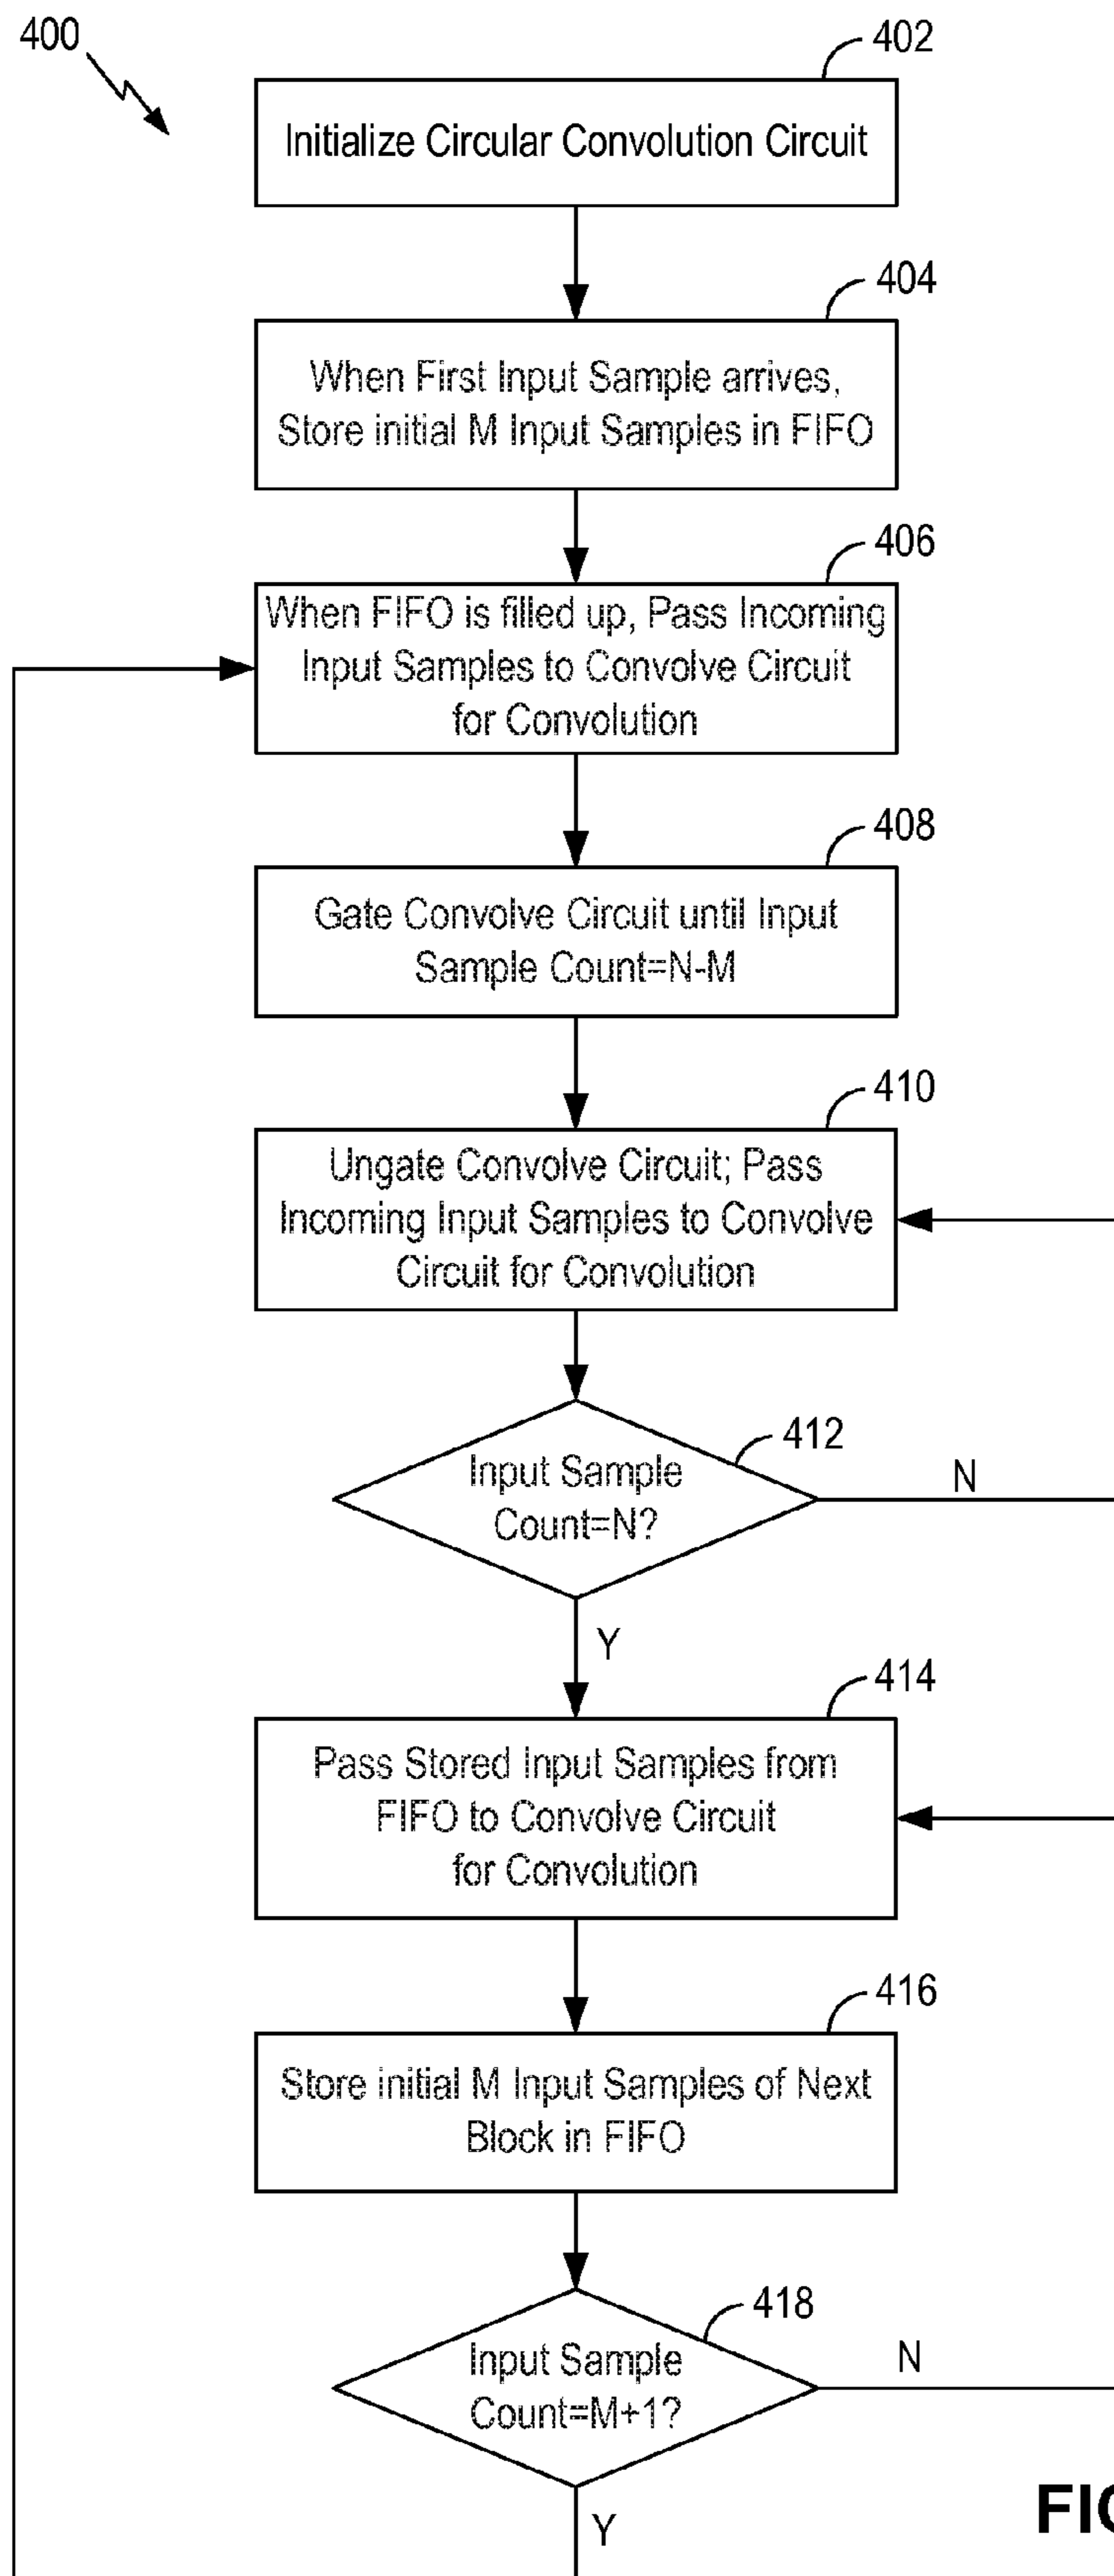 400
402
Initialize Circular Convolution Circuit
404
When First Input Sample arrives,
Store initial M Input Samples in FIFO
406
When FIFO is filled up, Pass Incoming
Input Samples to Convolve Circuit
for Convolution
408
Gate Convolve Circuit until Input
Sample Count=N-M
410
Ungate Convolve Circuit; Pass
Incoming Input Samples to Convolve
Circuit for Convolution
412
Input Sample
Count=N?
N
Y
414
Pass Stored Input Samples from
FIFO to Convolve Circuit
for Convolution
416
Store initial M Input Samples of Next
Block in FIFO
418
Input Sample
Count=M+1?
N
Y